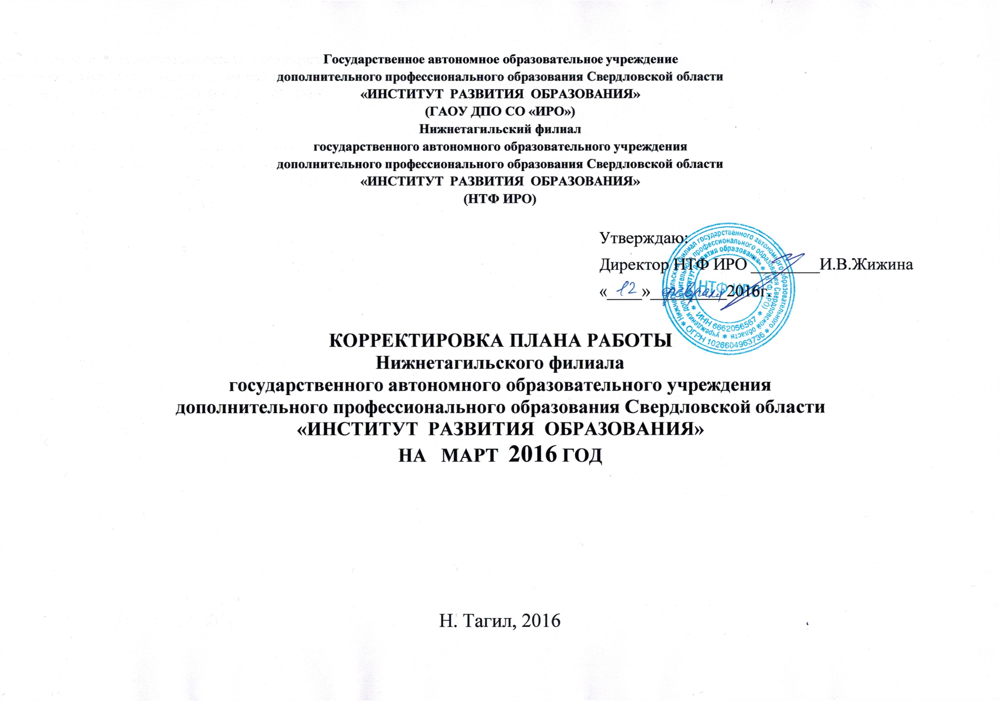 Государственное автономное образовательное учреждение
дополнительного профессионального образования Свердловской области
«ИНСТИТУТ РАЗВИТИЯ ОБРАЗОВАНИЯ»
(ГАОУ ДПО СО «ИРО»)
Нижнетагильский филиал
государственного автономного образовательного учреждения
дополнительного профессионального образования Свердловской области
«ИНСТИТУТ РАЗВИТИЯ ОБРАЗОВАНИЯ»
(НТФ ИРО)
Утверждаю:
Директор НТФ ИРО ________И.В.Жижина
«12» февраля 2016г.
Нижнетагильский филиал государственного автономного образовательного
учреждения дополнительного профессионального образования Свердловской области
«Институт развития образования» * (НТФ ИРО) *
НТФ ИРО
* ИНН 6662056567 *
* ОГРН 1026604963736 *
КОРРЕКТИРОВКА ПЛАНА РАБОТЫ
Нижнетагильского филиала
государственного автономного образовательного учреждения
дополнительного профессионального образования Свердловской области
«ИНСТИТУТ РАЗВИТИЯ ОБРАЗОВАНИЯ»
НА МАРТ 2016 ГОД
Н. Тагил, 2016